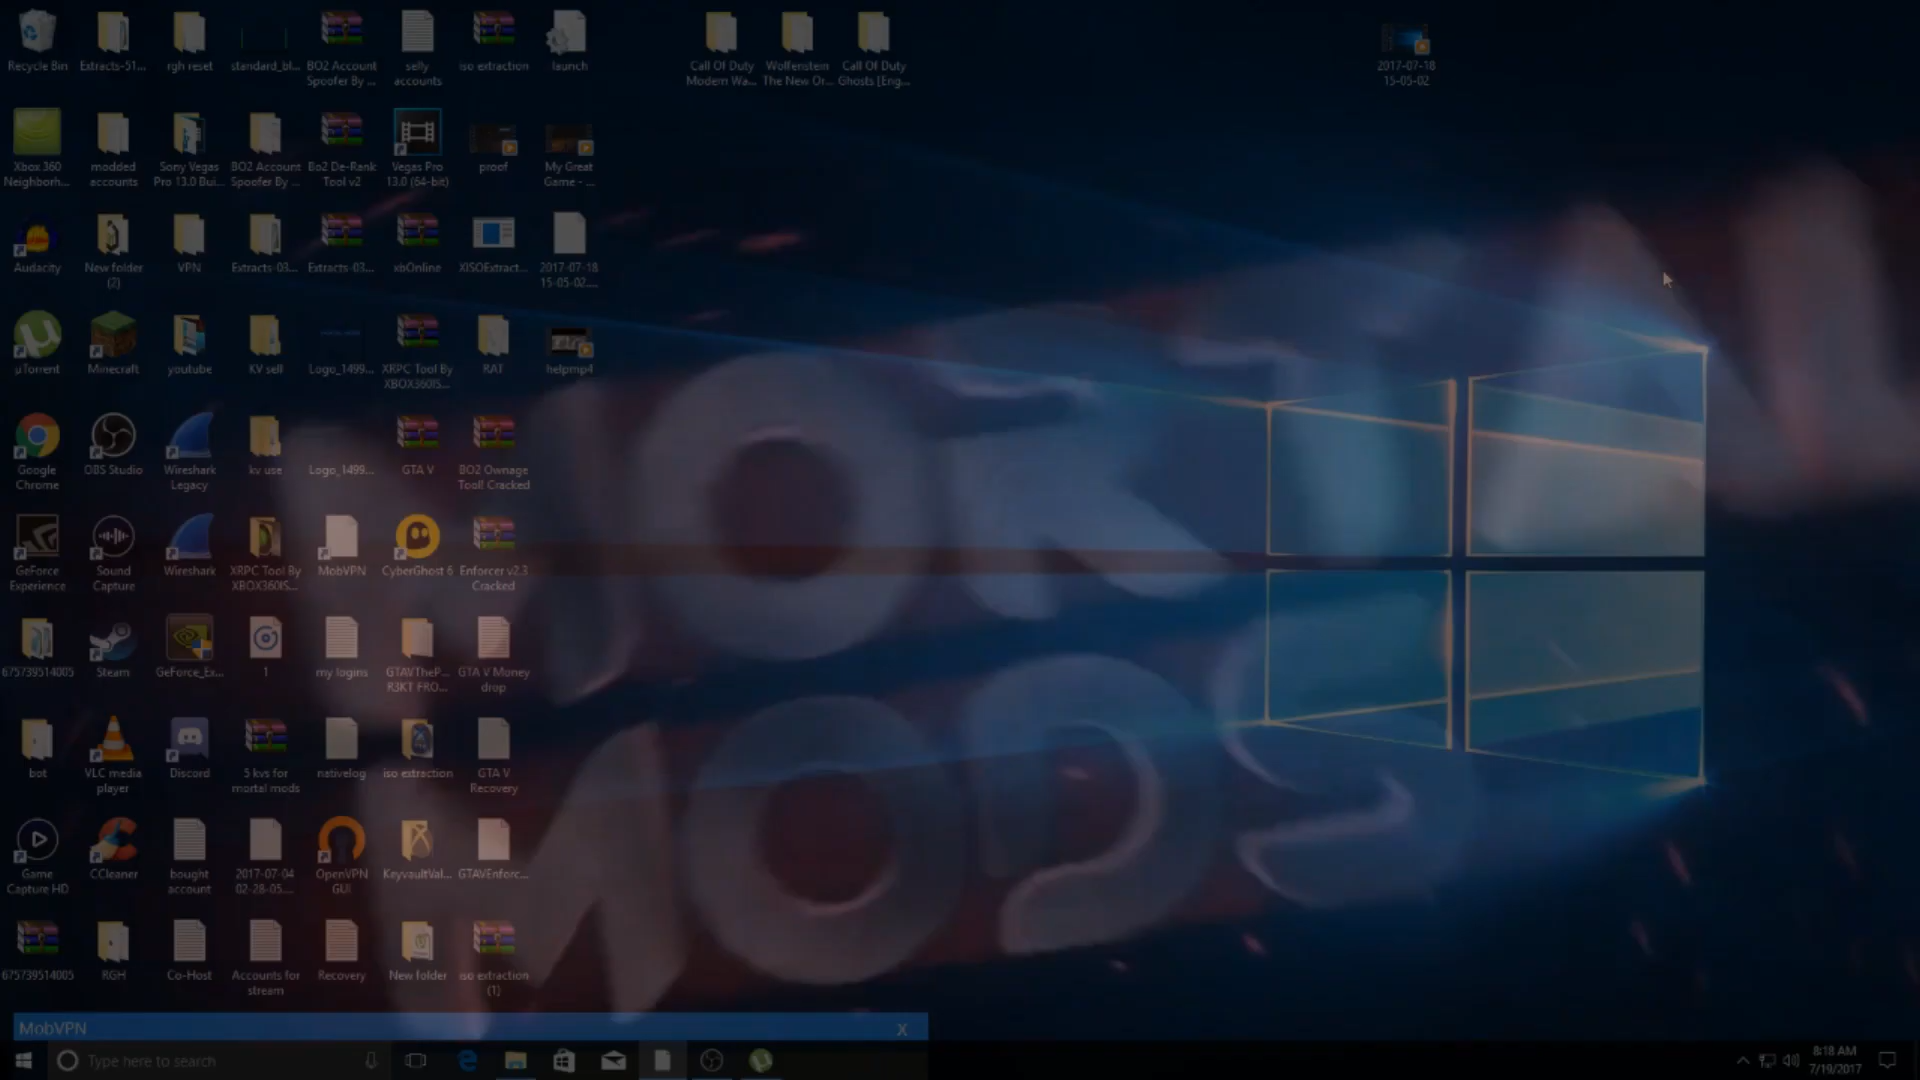 Recycle Bin
Extracts-51...
rgh reset
standard_bl...
BO2 Account
Spoofer By ...
selly
accounts
iso extraction
launch
Call Of Duty
Modern Wa...
Wolfenstein
The New Or...
Call Of Duty
Ghosts [Eng...
2017-07-18
15-05-02
Xbox 360
Neighborh...
modded
accounts
Sony Vegas
Pro 13.0 Bui...
BO2 Account
Spoofer By ...
Bo2 De-Rank
Tool v2
Vegas Pro
13.0 (64-bit)
proof
My Great
Game - ...
Audacity
New folder
(2)
VPN
Extracts-03...
Extracts-03...
xbOnline
XISOExtract...
2017-07-18
15-05-02....
µTorrent
Minecraft
youtube
KV sell
Logo_1499...
XRPC Tool By
XBOX360IS...
RAT
helpmp4
Google
Chrome
OBS Studio
Wireshark
Legacy
kv use
Logo_1499...
GTA V
BO2 Ownage
Tool! Cracked
GeForce
Experience
Sound
Capture
Wireshark
XRPC Tool By
XBOX360IS...
MobVPN
CyberGhost 6
Enforcer v2.3
Cracked
675739514005
Steam
GeForce_Ex...
1
my logins
GTAVTheP...
R3KT FRO...
GTA V Money
drop
bot
VLC media
player
Discord
5 kvs for
mortal mods
nativelog
iso extraction
GTA V
Recovery
Game
Capture HD
CCleaner
bought
account
2017-07-04
02-28-05....
OpenVPN
GUI
KeyvaultVal...
GTAVEnforc...
675739514005
RGH
Co-Host
Accounts for
stream
Recovery
New folder
iso extraction
(1)
MORTAL
MODS
MobVPN X
Type here to search
8:18 AM
7/19/2017